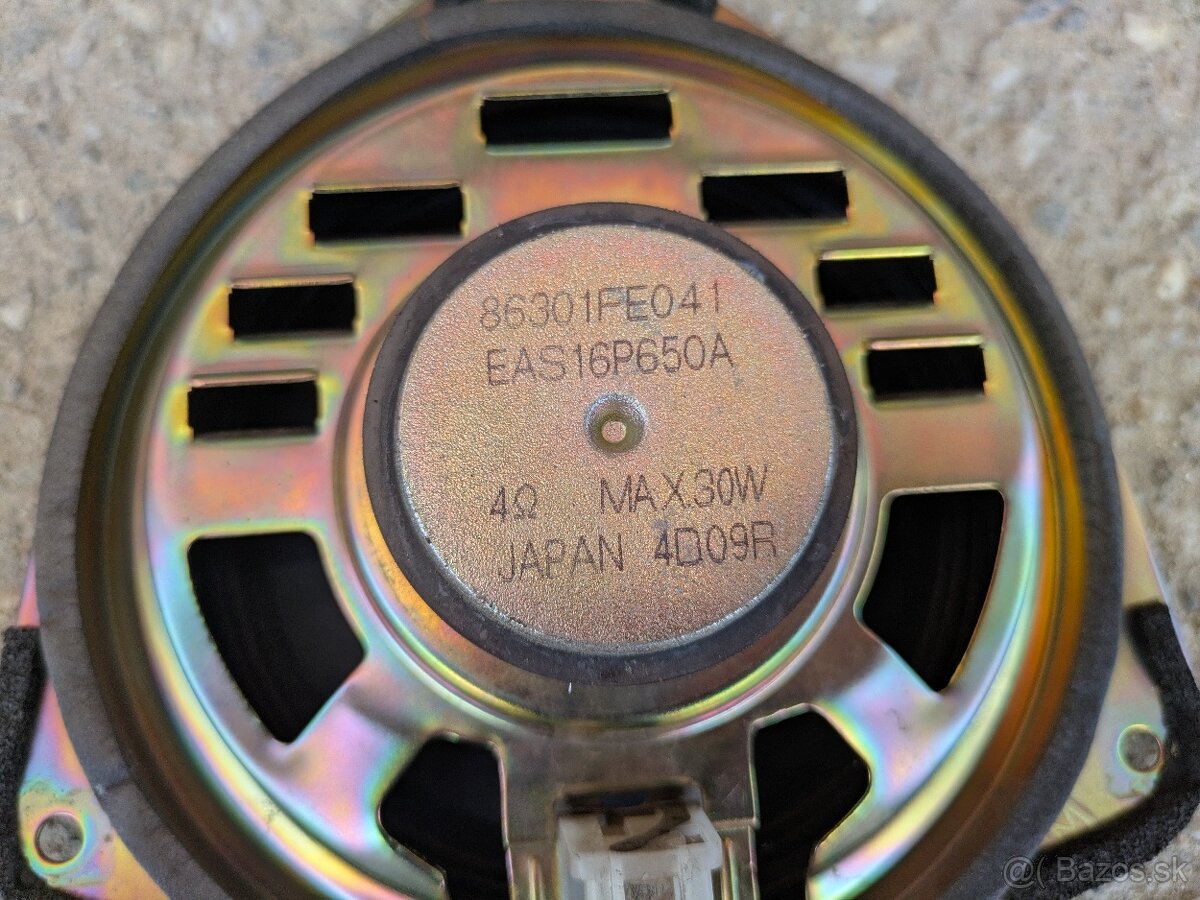 86301FE041
EAS16P650A
4Ω MAX.30W
JAPAN 4D09R
@( Bazos.sk